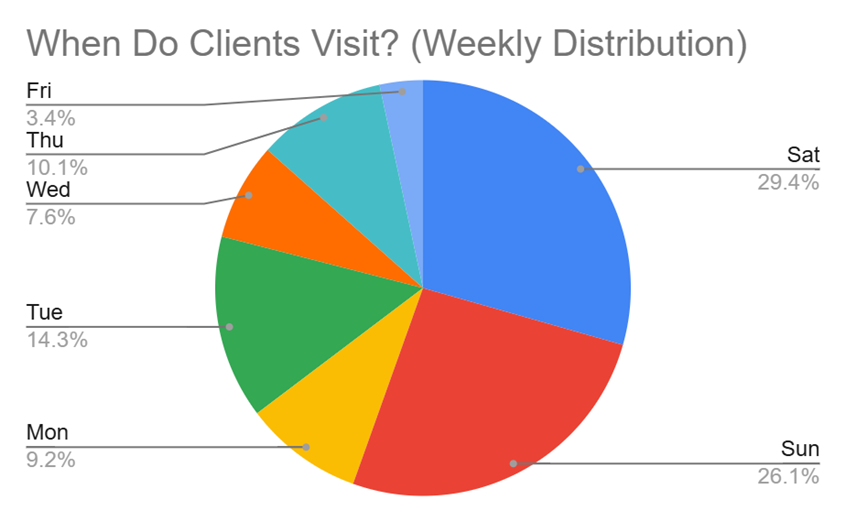 When Do Clients Visit? (Weekly Distribution)
Fri
3.4%
Thu
10.1%
Wed
7.6%
Tue
14.3%
Mon
9.2%
Sat
29.4%
Sun
26.1%